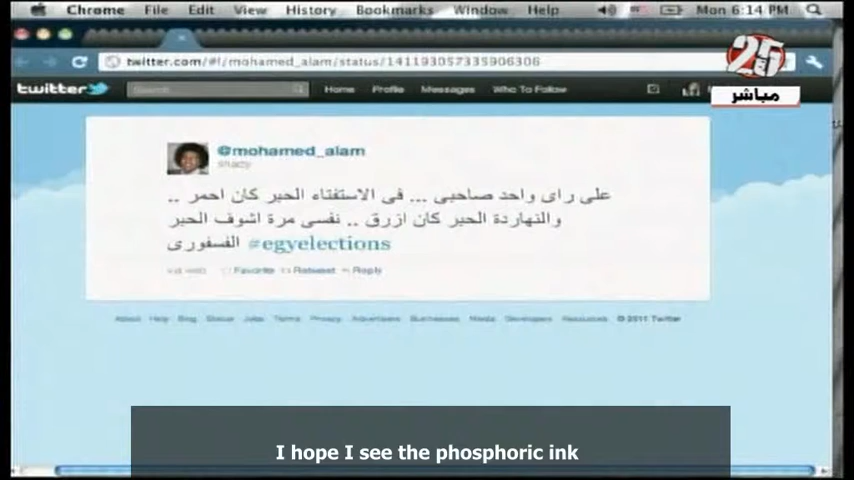 Chrome File Edit View History Bookmarks Window Help Mon 6:14 PM
twitter.com/#!/mohamed_alam/status/141193057335906306
25
مباشر
twitter Search Home Profile Messages Who To Follow
@mohamed_alam
shady
على راى واحد صاحبى ... فى الاستفتاء الحبر كان احمر ..
والنهاردة الحبر كان ازرق .. نفسى مرة اشوف الحبر
الفسفورى #egyelections
via web Favorite Retweet Reply
About Help Blog Status Jobs Terms Privacy Advertisers Businesses Media Developers Resources © 2011 Twitter
I hope I see the phosphoric ink